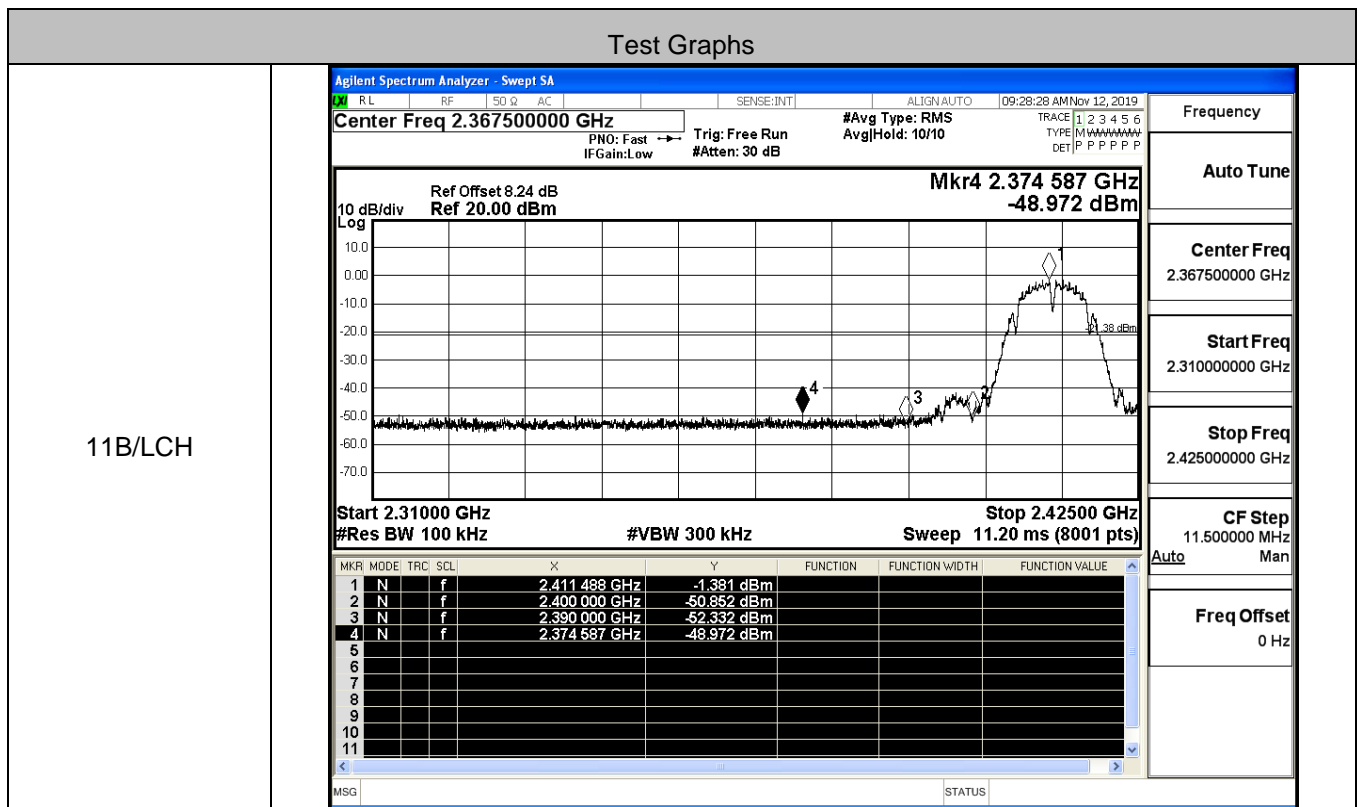 Test Graphs
11B/LCH
Agilent Spectrum Analyzer - Swept SA
LXI RL RF 50 Ω AC SENSE:INT ALIGN AUTO 09:28:28 AM Nov 12, 2019
Center Freq 2.367500000 GHz
PNO: Fast
IFGain:Low
Trig: Free Run
#Atten: 30 dB
#Avg Type: RMS
Avg|Hold: 10/10
TRACE 1 2 3 4 5 6
TYPE M WWWWW
DET P P P P P P
Ref Offset 8.24 dB
10 dB/div Ref 20.00 dBm
Log
Mkr4 2.374 587 GHz
-48.972 dBm
10.0
0.00
-10.0
-20.0
-30.0
-40.0
-50.0
-60.0
-70.0
1
-21.38 dBm
4
3
2
Start 2.31000 GHz Stop 2.42500 GHz
#Res BW 100 kHz #VBW 300 kHz Sweep 11.20 ms (8001 pts)
MKR MODE TRC SCL X Y FUNCTION FUNCTION WIDTH FUNCTION VALUE
1 N f 2.411 488 GHz -1.381 dBm
2 N f 2.400 000 GHz -50.852 dBm
3 N f 2.390 000 GHz -52.332 dBm
4 N f 2.374 587 GHz -48.972 dBm
5
6
7
8
9
10
11
MSG STATUS
Frequency
Auto Tune
Center Freq
2.367500000 GHz
Start Freq
2.310000000 GHz
Stop Freq
2.425000000 GHz
CF Step
11.500000 MHz
Auto Man
Freq Offset
0 Hz